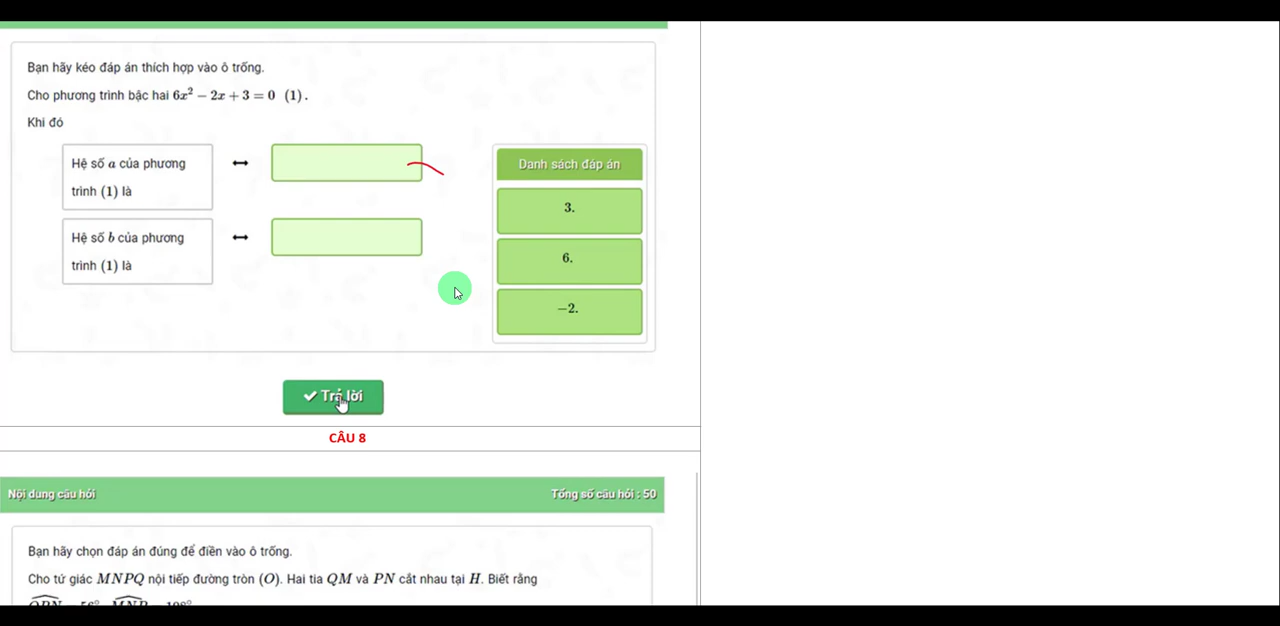 Bạn hãy kéo đáp án thích hợp vào ô trống.
Cho phương trình bậc hai 6x² − 2x + 3 = 0 (1).
Khi đó
Hệ số a của phương
trình (1) là
Hệ số b của phương
trình (1) là
Danh sách đáp án
3.
6.
−2.
Trả lời
CÂU 8
Nội dung câu hỏi
Tổng số câu hỏi : 50
Bạn hãy chọn đáp án đúng để điền vào ô trống.
Cho tứ giác MNPQ nội tiếp đường tròn (O). Hai tia QM và PN cắt nhau tại H. Biết rằng